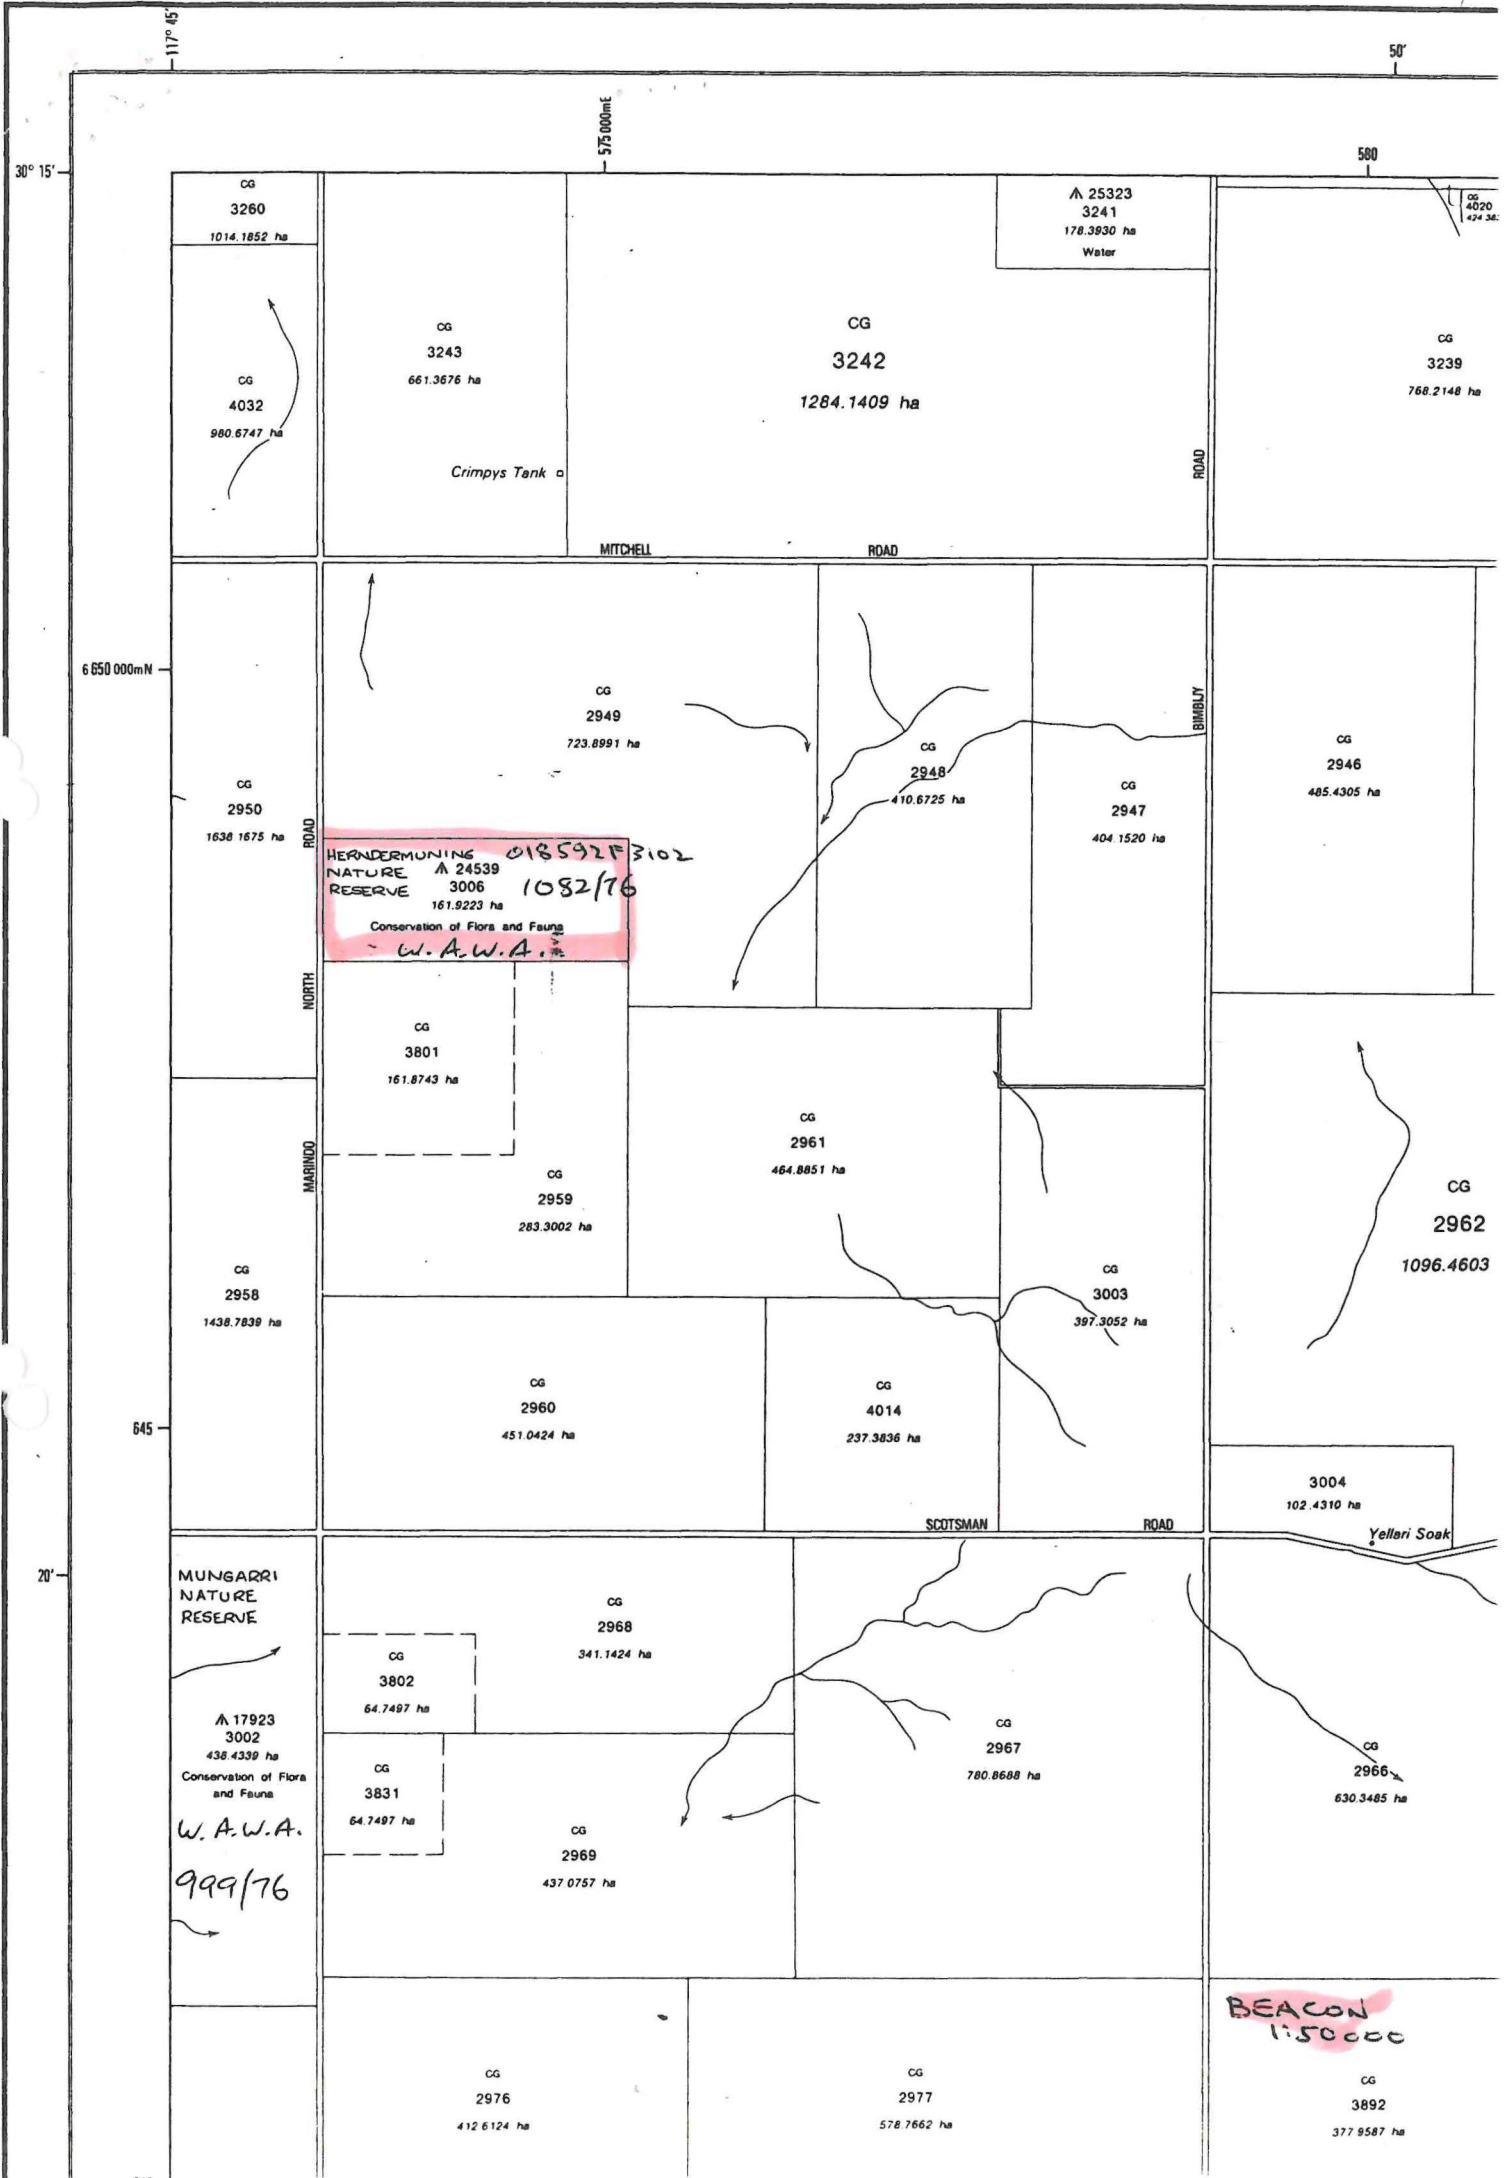 117° 45'
50'
575000mE
580
30° 15'
CG
3260
1014.1852 ha
CG
4032
980.6747 ha
CG
3243
661.3676 ha
Crimpys Tank
CG
3242
1284.1409 ha
25323
3241
178.3930 ha
Water
ROAD
CG
4020
CG
3239
768.2148 ha
MITCHELL ROAD
6 650 000mN
CG
2950
1638 1675 ha
ROAD
NORTH
MARINDO
CG
2949
723.8991 ha
CG
2948
410.6725 ha
CG
2947
404.1520 ha
BIMBIJY
CG
2946
485.4305 ha
HERNDERMUNING 018592F3102
NATURE 24539
RESERVE 3006 1082/76
161.9223 ha
Conservation of Flora and Fauna
W.A.W.A.
CG
3801
161.8743 ha
CG
2959
283.3002 ha
CG
2961
464.8851 ha
CG
2962
1096.4603
CG
2958
1438.7839 ha
CG
3003
397.3052 ha
645
CG
2960
451.0424 ha
CG
4014
237.3836 ha
3004
102.4310 ha
SCOTSMAN ROAD
Yellari Soak
20'
MUNGARRI
NATURE
RESERVE
17923
3002
438.4339 ha
Conservation of Flora
and Fauna
W.A.W.A.
999/76
CG
2968
341.1424 ha
CG
3802
64.7497 ha
CG
3831
64.7497 ha
CG
2969
437 0757 ha
CG
2967
780.8688 ha
CG
2966
630.3485 ha
BEACON
1:50000
CG
2976
412 6124 ha
CG
2977
578 7662 ha
CG
3892
377 9587 ha